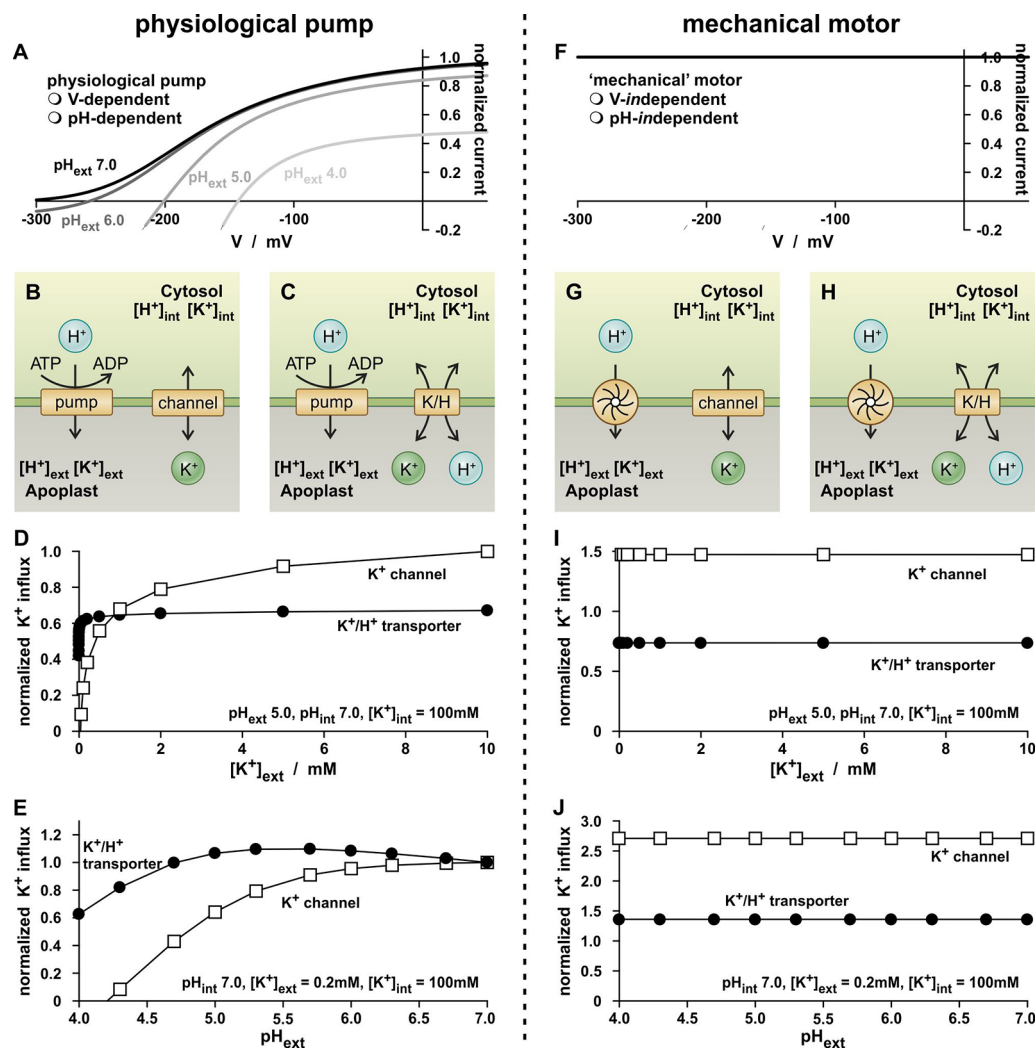 physiological pump
mechanical motor
A
physiological pump
❍ V-dependent
❍ pH-dependent
pHext 7.0
pHext 6.0
pHext 5.0
pHext 4.0
1.0
0.8
0.6
0.4
0.2
-0.2
normalized current
-300
-200
-100
V / mV
F
'mechanical' motor
❍ V-independent
❍ pH-independent
1.0
0.8
0.6
0.4
0.2
-0.2
normalized current
-300
-200
-100
V / mV
B
Cytosol
[H+]int [K+]int
H+
ATP
ADP
pump
channel
[H+]ext [K+]ext
Apoplast
K+
C
Cytosol
[H+]int [K+]int
H+
ATP
ADP
pump
K/H
[H+]ext [K+]ext
Apoplast
K+
H+
G
Cytosol
[H+]int [K+]int
H+
channel
[H+]ext [K+]ext
Apoplast
K+
H
Cytosol
[H+]int [K+]int
H+
K/H
[H+]ext [K+]ext
Apoplast
K+
H+
D
normalized K+ influx
1.0
0.8
0.6
0.4
0.2
0
K+ channel
K+/H+ transporter
pHext 5.0, pHint 7.0, [K+]int = 100mM
0
2
4
6
8
10
[K+]ext / mM
I
normalized K+ influx
1.5
1.0
0.5
0
K+ channel
K+/H+ transporter
pHext 5.0, pHint 7.0, [K+]int = 100mM
0
2
4
6
8
10
[K+]ext / mM
E
normalized K+ influx
1.2
1.0
0.8
0.6
0.4
0.2
0
K+/H+
transporter
K+ channel
pHint 7.0, [K+]ext = 0.2mM, [K+]int = 100mM
4.0
4.5
5.0
5.5
6.0
6.5
7.0
pHext
J
normalized K+ influx
3.0
2.5
2.0
1.5
1.0
0.5
0
K+ channel
K+/H+ transporter
pHint 7.0, [K+]ext = 0.2mM, [K+]int = 100mM
4.0
4.5
5.0
5.5
6.0
6.5
7.0
pHext